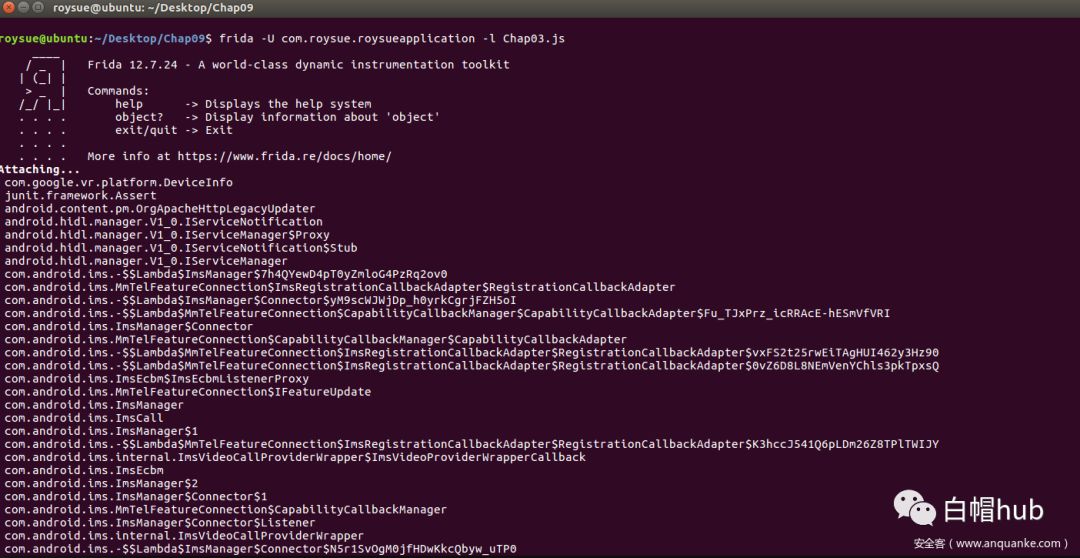 roysue@ubuntu: ~/Desktop/Chap09
roysue@ubuntu:~/Desktop/Chap09$ frida -U com.roysue.roysueapplication -l Chap03.js
____
/ _ | Frida 12.7.24 - A world-class dynamic instrumentation toolkit
| (_| |
> _ | Commands:
/_/ |_| help -> Displays the help system
. . . . object? -> Display information about 'object'
. . . . exit/quit -> Exit
. . . .
. . . . More info at https://www.frida.re/docs/home/
Attaching...
com.google.vr.platform.DeviceInfo
junit.framework.Assert
android.content.pm.OrgApacheHttpLegacyUpdater
android.hidl.manager.V1_0.IServiceNotification
android.hidl.manager.V1_0.IServiceManager$Proxy
android.hidl.manager.V1_0.IServiceNotification$Stub
android.hidl.manager.V1_0.IServiceManager
com.android.ims.-$$Lambda$ImsManager$7h4QYewD4pT0yZmloG4PzRq2ov0
com.android.ims.MmTelFeatureConnection$ImsRegistrationCallbackAdapter$RegistrationCallbackAdapter
com.android.ims.-$$Lambda$ImsManager$Connector$yM9scWJWjDp_h0yrkCgrjFZH5oI
com.android.ims.-$$Lambda$MmTelFeatureConnection$CapabilityCallbackManager$CapabilityCallbackAdapter$Fu_TJxPrz_icRRAcE-hESmVfVRI
com.android.ims.ImsManager$Connector
com.android.ims.MmTelFeatureConnection$CapabilityCallbackManager$CapabilityCallbackAdapter
com.android.ims.-$$Lambda$MmTelFeatureConnection$ImsRegistrationCallbackAdapter$RegistrationCallbackAdapter$vxFS2t25rwEiTAgHUI462y3Hz90
com.android.ims.-$$Lambda$MmTelFeatureConnection$ImsRegistrationCallbackAdapter$RegistrationCallbackAdapter$0vZ6D8L8NEmVenYChls3pkTpxsQ
com.android.ims.ImsEcbm$ImsEcbmListenerProxy
com.android.ims.MmTelFeatureConnection$IFeatureUpdate
com.android.ims.ImsManager
com.android.ims.ImsCall
com.android.ims.ImsManager$1
com.android.ims.-$$Lambda$MmTelFeatureConnection$ImsRegistrationCallbackAdapter$RegistrationCallbackAdapter$K3hccJ541Q6pLDm26Z8TPlTWIJY
com.android.ims.internal.ImsVideoCallProviderWrapper$ImsVideoProviderWrapperCallback
com.android.ims.ImsEcbm
com.android.ims.ImsManager$2
com.android.ims.ImsManager$Connector$1
com.android.ims.MmTelFeatureConnection$CapabilityCallbackManager
com.android.ims.ImsManager$Connector$Listener
com.android.ims.internal.ImsVideoCallProviderWrapper
com.android.ims.-$$Lambda$ImsManager$Connector$N5r1SvOgM0jfHDwKkcQbyw_uTP0
白帽hub
安全客（www.anquanke.com）